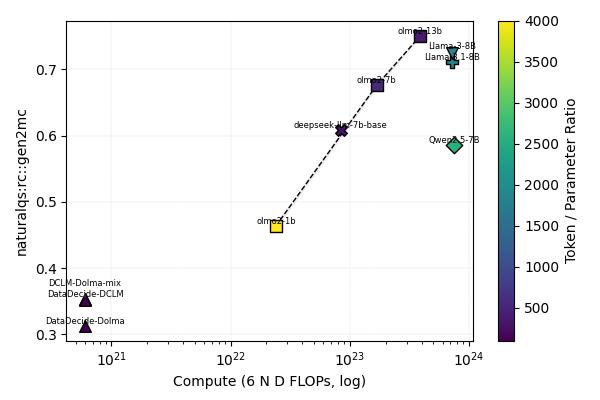 olmo2-13b
Llama-3-8B
Llama-3.1-8B
olmo2-7b
deepseek-llm-7b-base
Qwen2.5-7B
olmo2-1b
DCLM-Dolma-mix
DataDecide-DCLM
DataDecide-Dolma
0.7
0.6
0.5
0.4
0.3
naturalqs:rc::gen2mc
10^21
10^22
10^23
10^24
Compute (6 N D FLOPs, log)
4000
3500
3000
2500
2000
1500
1000
500
Token / Parameter Ratio